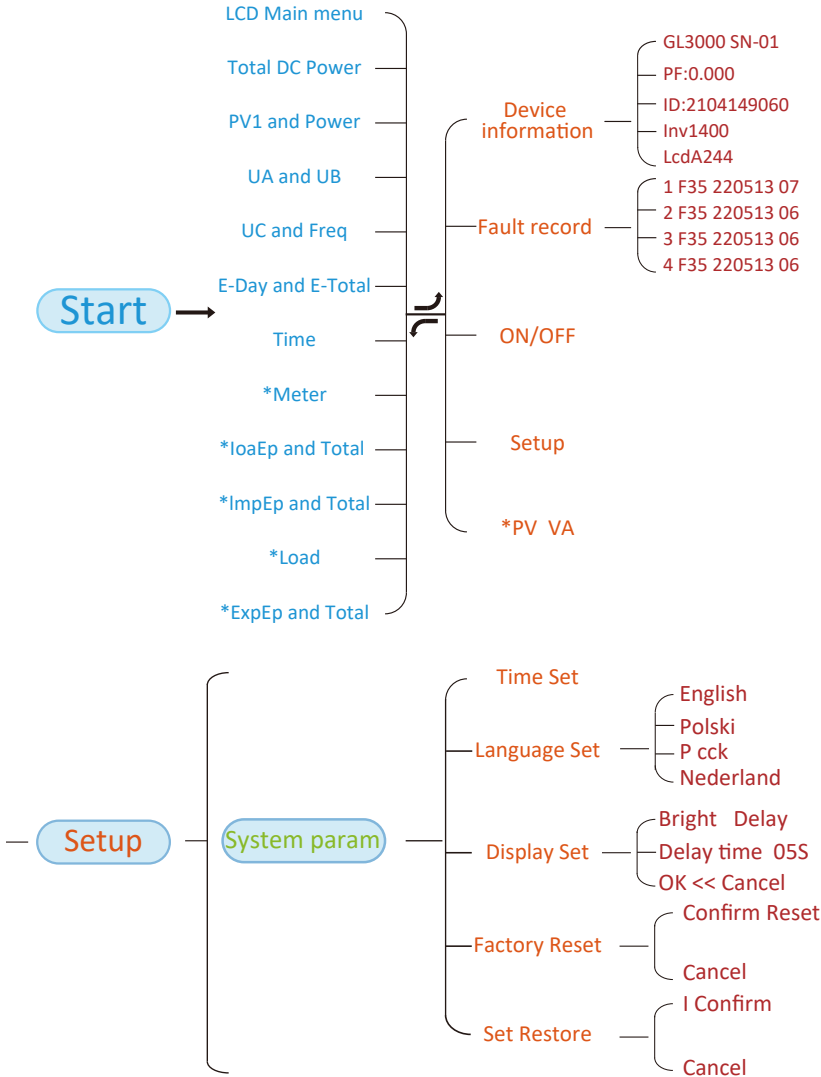 LCD Main menu
Total DC Power
PV1 and Power
UA and UB
UC and Freq
E-Day and E-Total
Start
Time
*Meter
*IoaEp and Total
*ImpEp and Total
*Load
*ExpEp and Total
Device
information
GL3000 SN-01
PF:0.000
ID:2104149060
Inv1400
LcdA244
Fault record
1 F35 220513 07
2 F35 220513 06
3 F35 220513 06
4 F35 220513 06
ON/OFF
Setup
*PV VA
Setup
System param
Time Set
Language Set
English
Polski
P cck
Nederland
Display Set
Bright Delay
Delay time 05S
OK << Cancel
Factory Reset
Confirm Reset
Cancel
Set Restore
I Confirm
Cancel